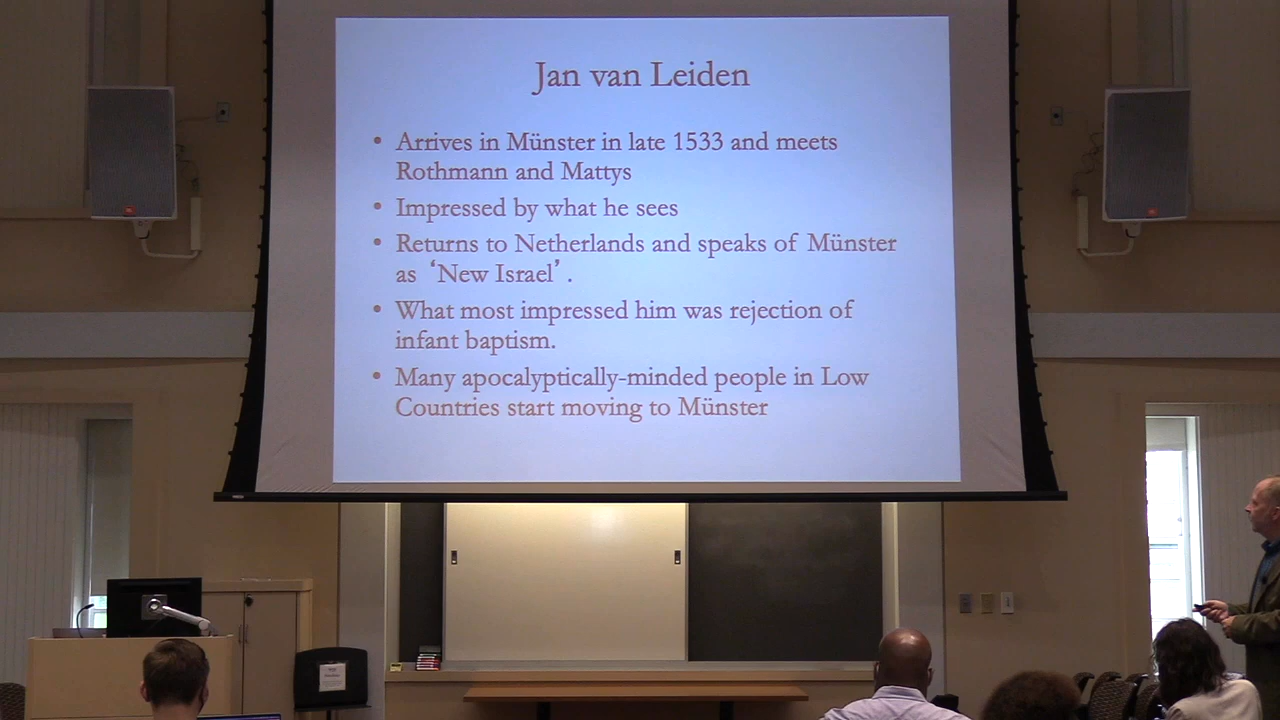 Jan van Leiden
• Arrives in Münster in late 1533 and meets
Rothmann and Mattys
• Impressed by what he sees
• Returns to Netherlands and speaks of Münster
as ‘New Israel’ .
• What most impressed him was rejection of
infant baptism.
• Many apocalyptically-minded people in Low
Countries start moving to Münster